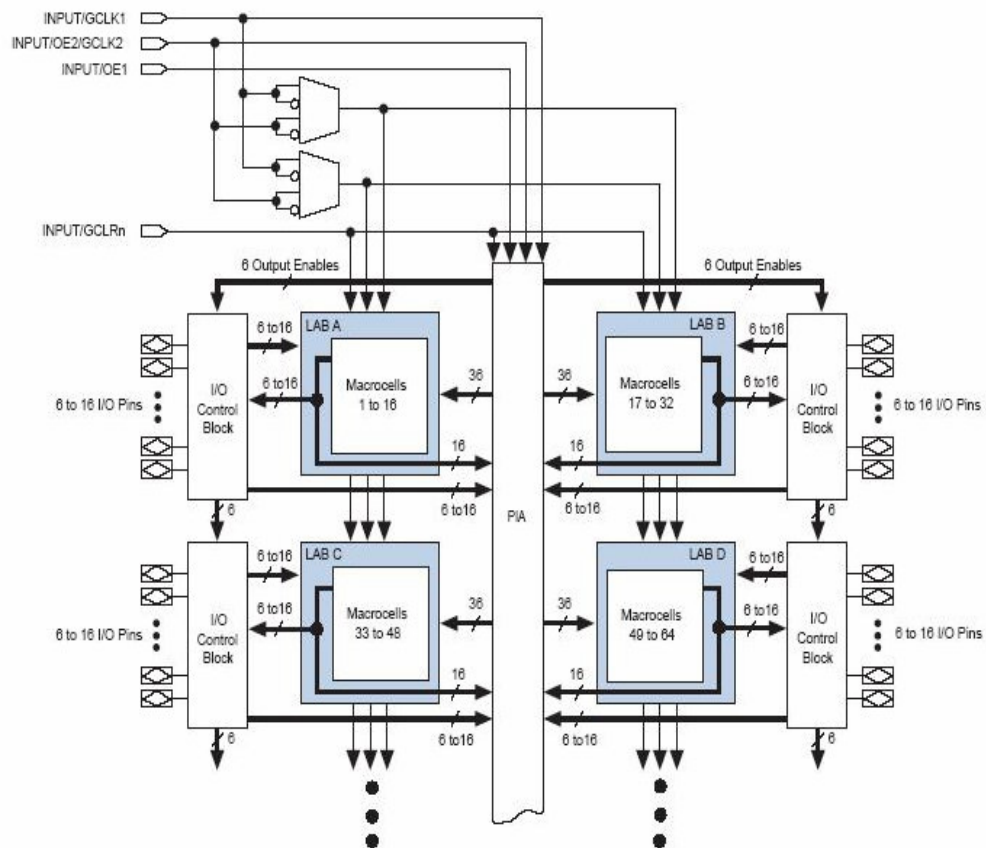 INPUT/GCLK1
INPUT/OE2/GCLK2
INPUT/OE1
INPUT/GCLRn
6 Output Enables
6 Output Enables
LAB A
LAB B
6 to16
6 to16
I/O
Control
Block
6 to 16 I/O Pins
6 to16
Macrocells
1 to 16
36
36
Macrocells
17 to 32
6 to16
I/O
Control
Block
6 to 16 I/O Pins
16
16
6 to16
6 to16
PIA
6
6
LAB C
LAB D
6 to16
6 to16
I/O
Control
Block
6 to 16 I/O Pins
6 to16
Macrocells
33 to 48
36
36
Macrocells
49 to 64
6 to16
I/O
Control
Block
6 to 16 I/O Pins
16
16
6 to16
6 to16
6
6